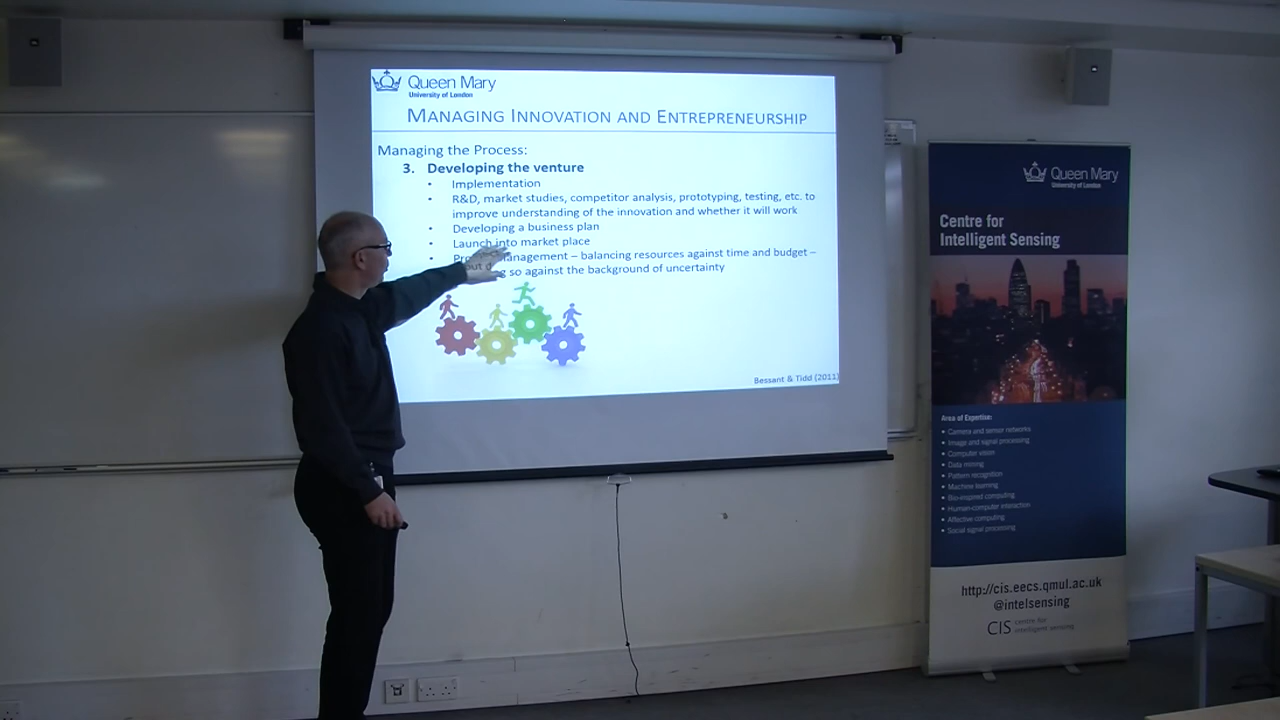 Queen Mary
University of London
MANAGING INNOVATION AND ENTREPRENEURSHIP
Managing the Process:
3. Developing the venture
• Implementation
• R&D, market studies, competitor analysis, prototyping, testing, etc. to
improve understanding of the innovation and whether it will work
• Developing a business plan
• Launch into market place
• management – balancing resources against time and budget –
but so against the background of uncertainty
Bessant & Tidd (2011)
Queen Mary
University of London
Centre for
Intelligent Sensing
Area of Expertise:
• Camera and sensor networks
• Image and signal processing
• Computer vision
• Data mining
• Pattern recognition
• Machine learning
• Bio-inspired computing
• Human-computer interaction
• Affective computing
• Social signal processing
http://cis.eecs.qmul.ac.uk
@intelsensing
CIS centre for
intelligent sensing